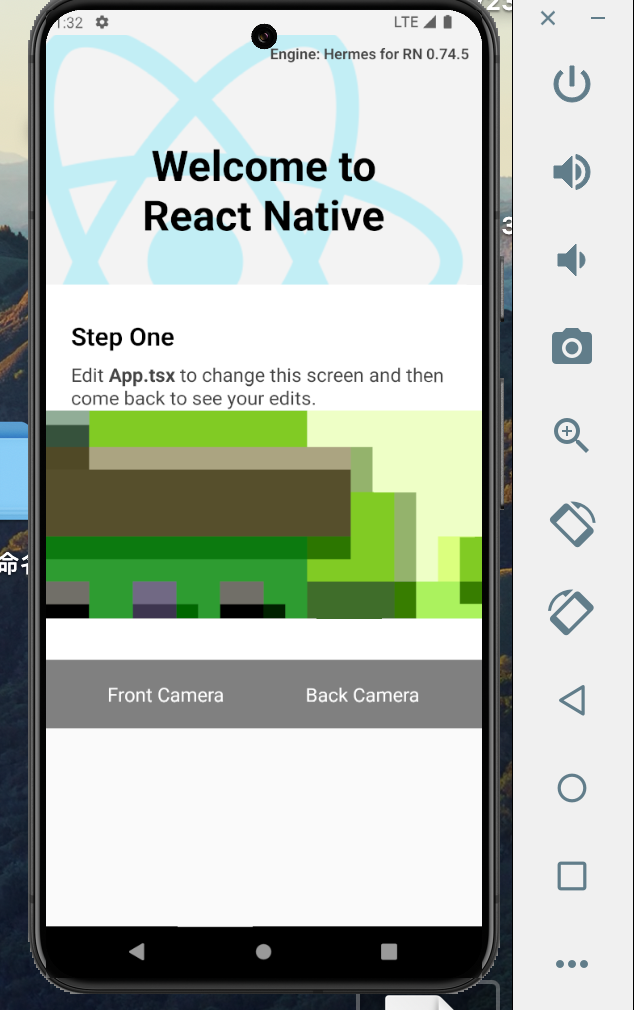 1:32
LTE
Engine: Hermes for RN 0.74.5
Welcome to
React Native
Step One
Edit App.tsx to change this screen and then
come back to see your edits.
Front Camera
Back Camera